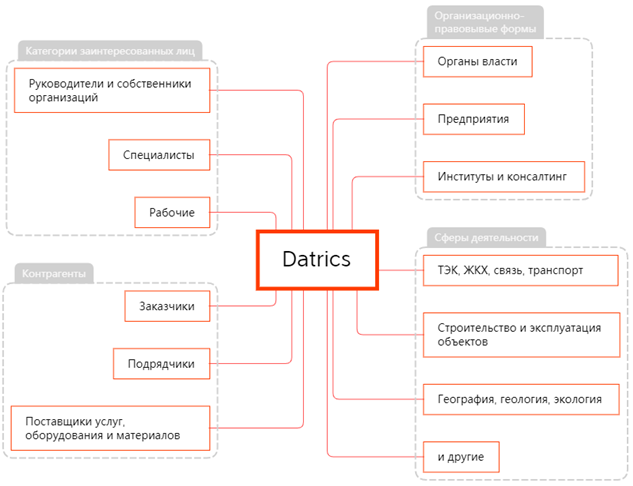 Категории заинтересованных лиц
Руководители и собственники
организаций
Специалисты
Рабочие
Контрагенты
Заказчики
Подрядчики
Поставщики услуг,
оборудования и материалов
Datrics
Организационно-
правовывые формы
Органы власти
Предприятия
Институты и консалтинг
Сферы деятельности
ТЭК, ЖКХ, связь, транспорт
Строительство и эксплуатация
объектов
География, геология, экология
и другие